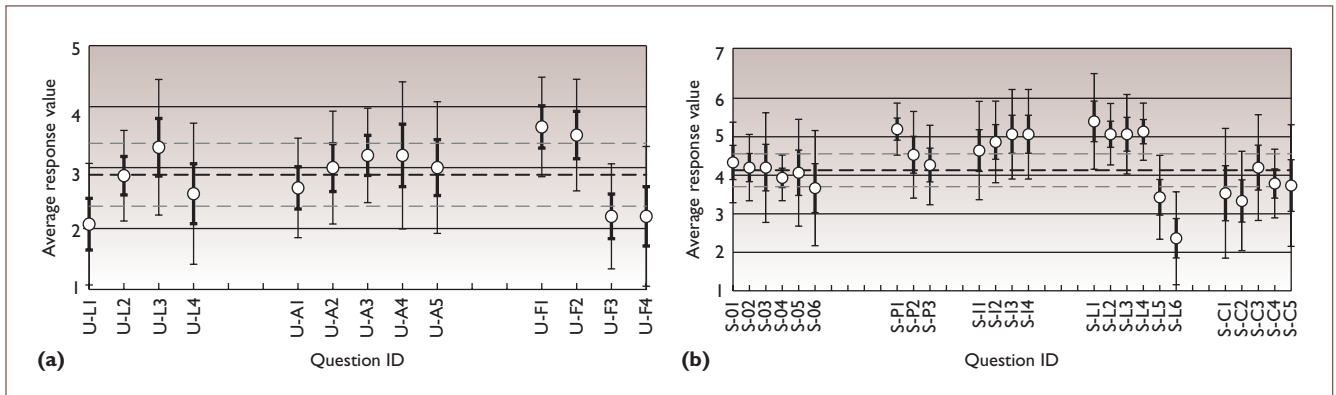 5
4
3
2
1
Average response value
U-L1
U-L2
U-L3
U-L4
U-A1
U-A2
U-A3
U-A4
U-A5
U-F1
U-F2
U-F3
U-F4
(a)
Question ID
7
6
5
4
3
2
1
Average response value
S-01
S-02
S-03
S-04
S-05
S-06
S-P1
S-P2
S-P3
S-I1
S-I2
S-I3
S-I4
S-L1
S-L2
S-L3
S-L4
S-L5
S-L6
S-C1
S-C2
S-C3
S-C4
S-C5
(b)
Question ID